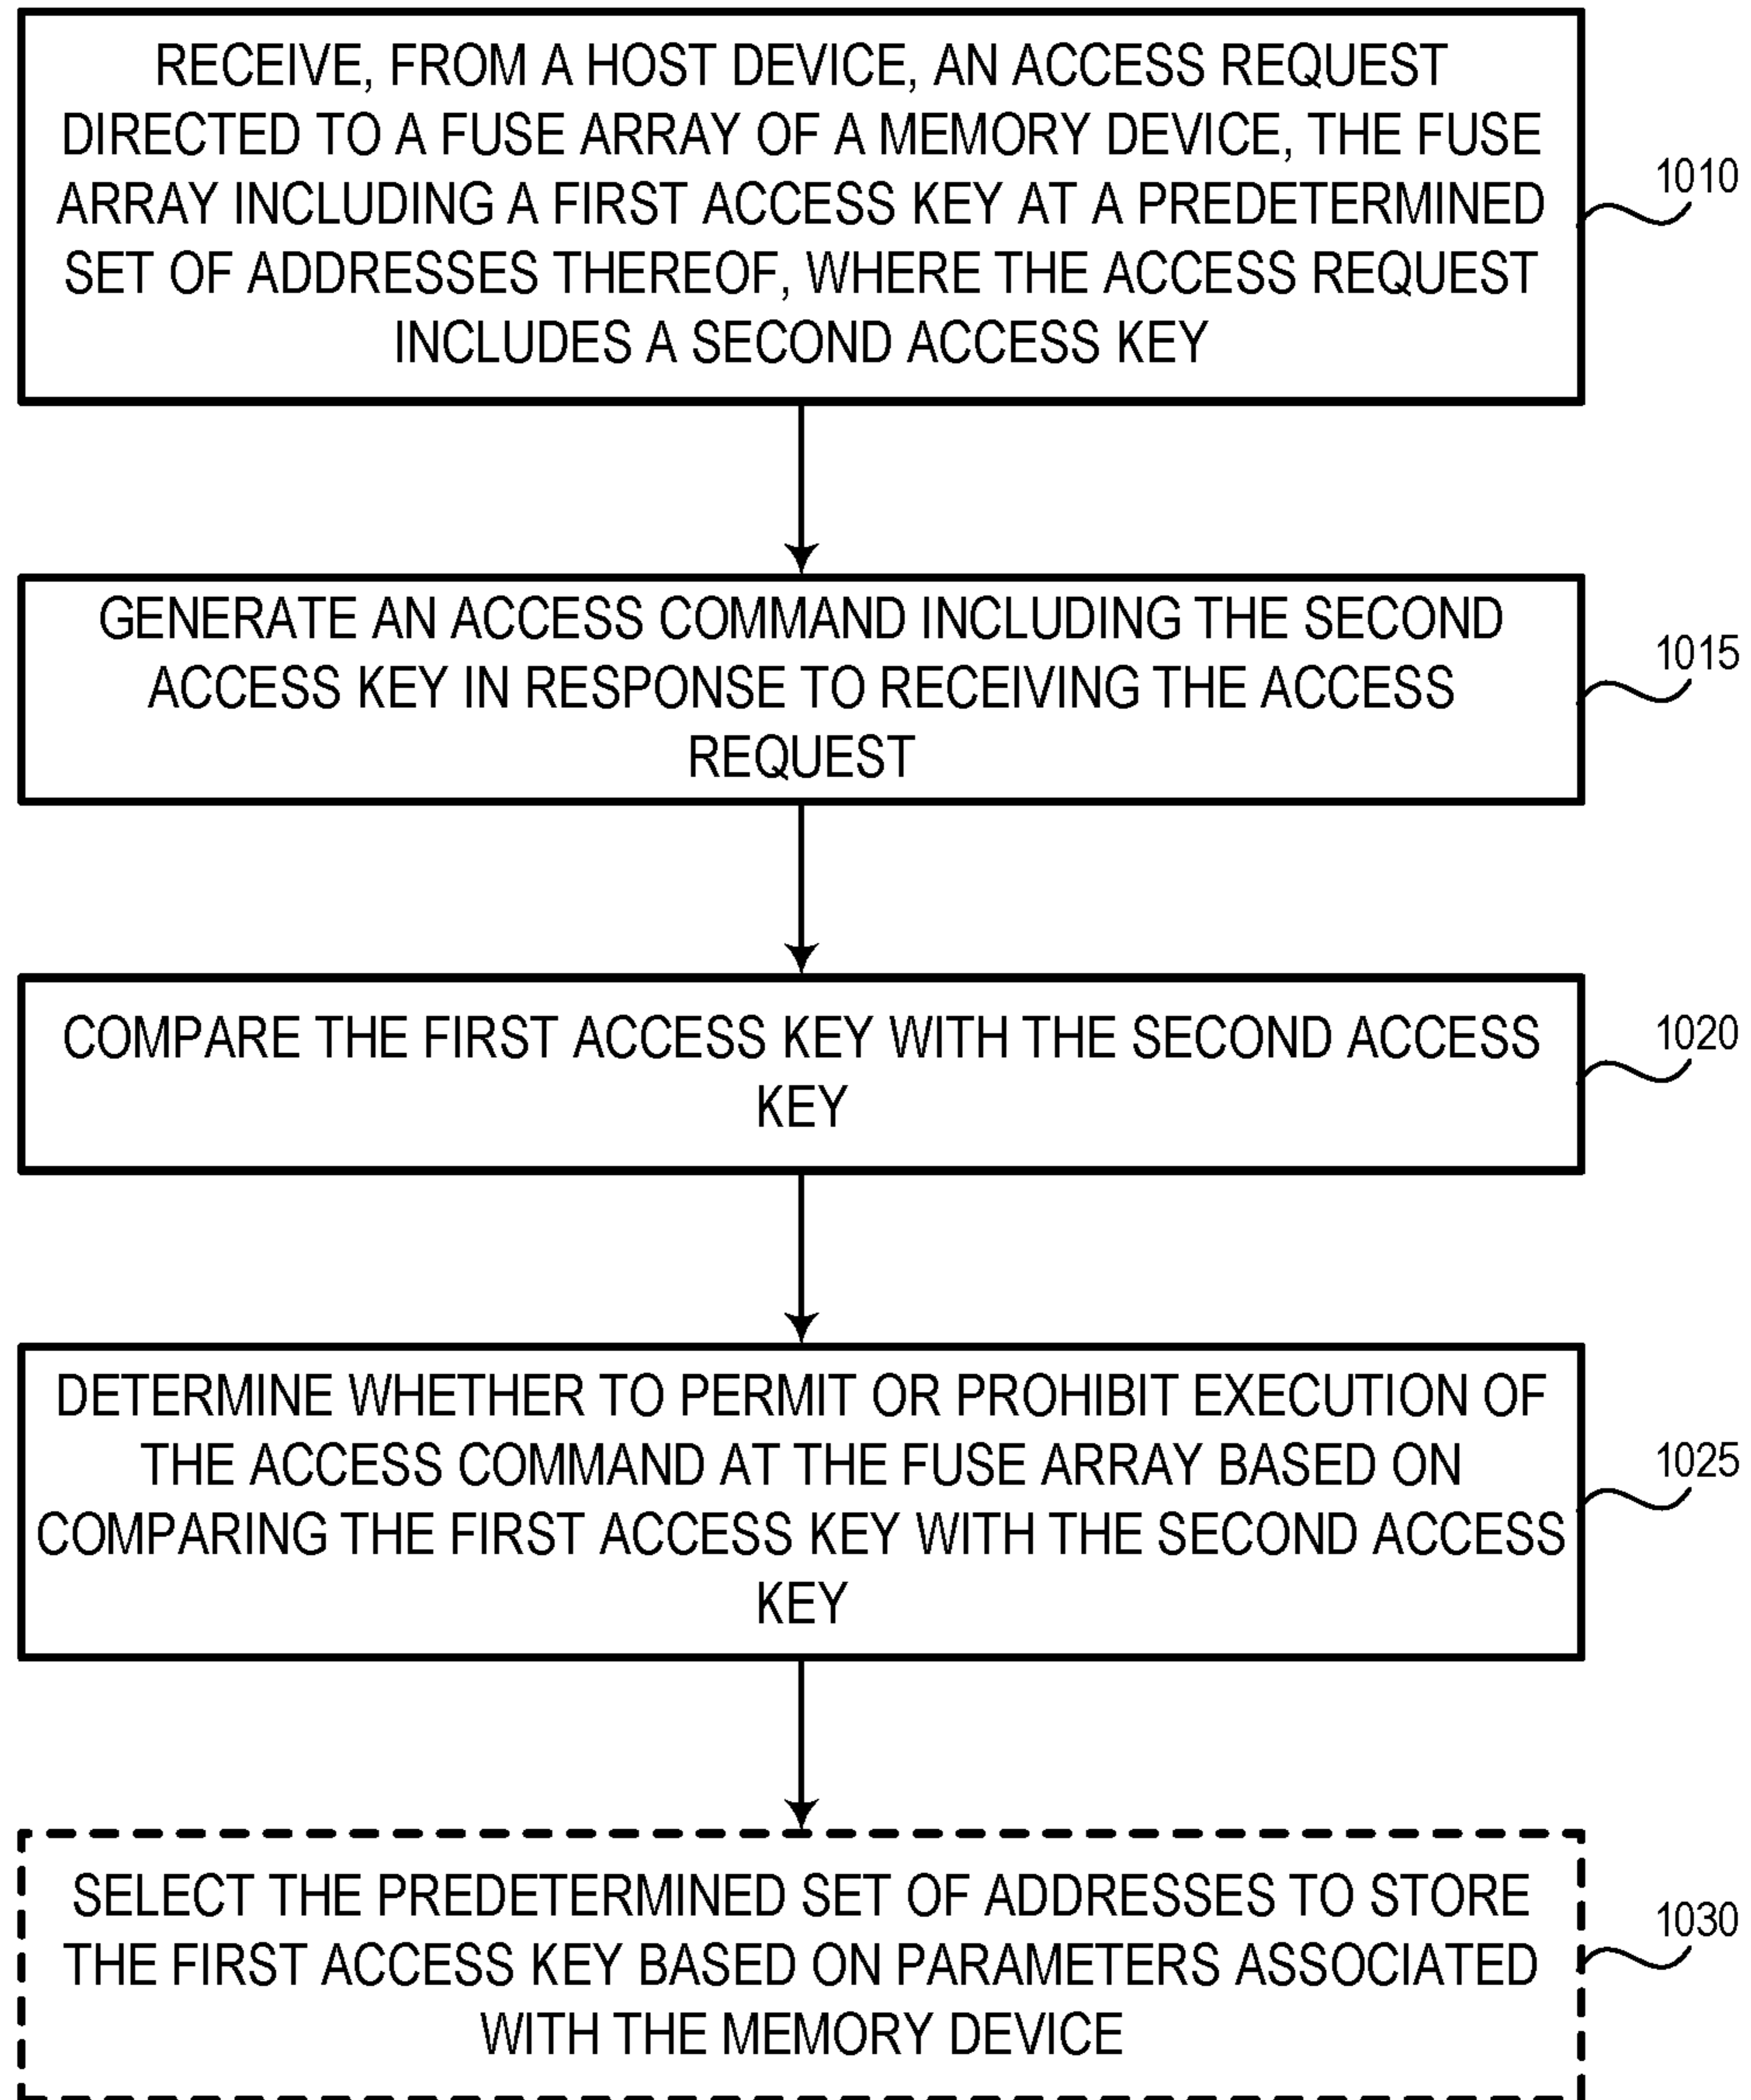 RECEIVE, FROM A HOST DEVICE, AN ACCESS REQUEST
DIRECTED TO A FUSE ARRAY OF A MEMORY DEVICE, THE FUSE
ARRAY INCLUDING A FIRST ACCESS KEY AT A PREDETERMINED
SET OF ADDRESSES THEREOF, WHERE THE ACCESS REQUEST
INCLUDES A SECOND ACCESS KEY
1010
GENERATE AN ACCESS COMMAND INCLUDING THE SECOND
ACCESS KEY IN RESPONSE TO RECEIVING THE ACCESS
REQUEST
1015
COMPARE THE FIRST ACCESS KEY WITH THE SECOND ACCESS
KEY
1020
DETERMINE WHETHER TO PERMIT OR PROHIBIT EXECUTION OF
THE ACCESS COMMAND AT THE FUSE ARRAY BASED ON
COMPARING THE FIRST ACCESS KEY WITH THE SECOND ACCESS
KEY
1025
SELECT THE PREDETERMINED SET OF ADDRESSES TO STORE
THE FIRST ACCESS KEY BASED ON PARAMETERS ASSOCIATED
WITH THE MEMORY DEVICE
1030